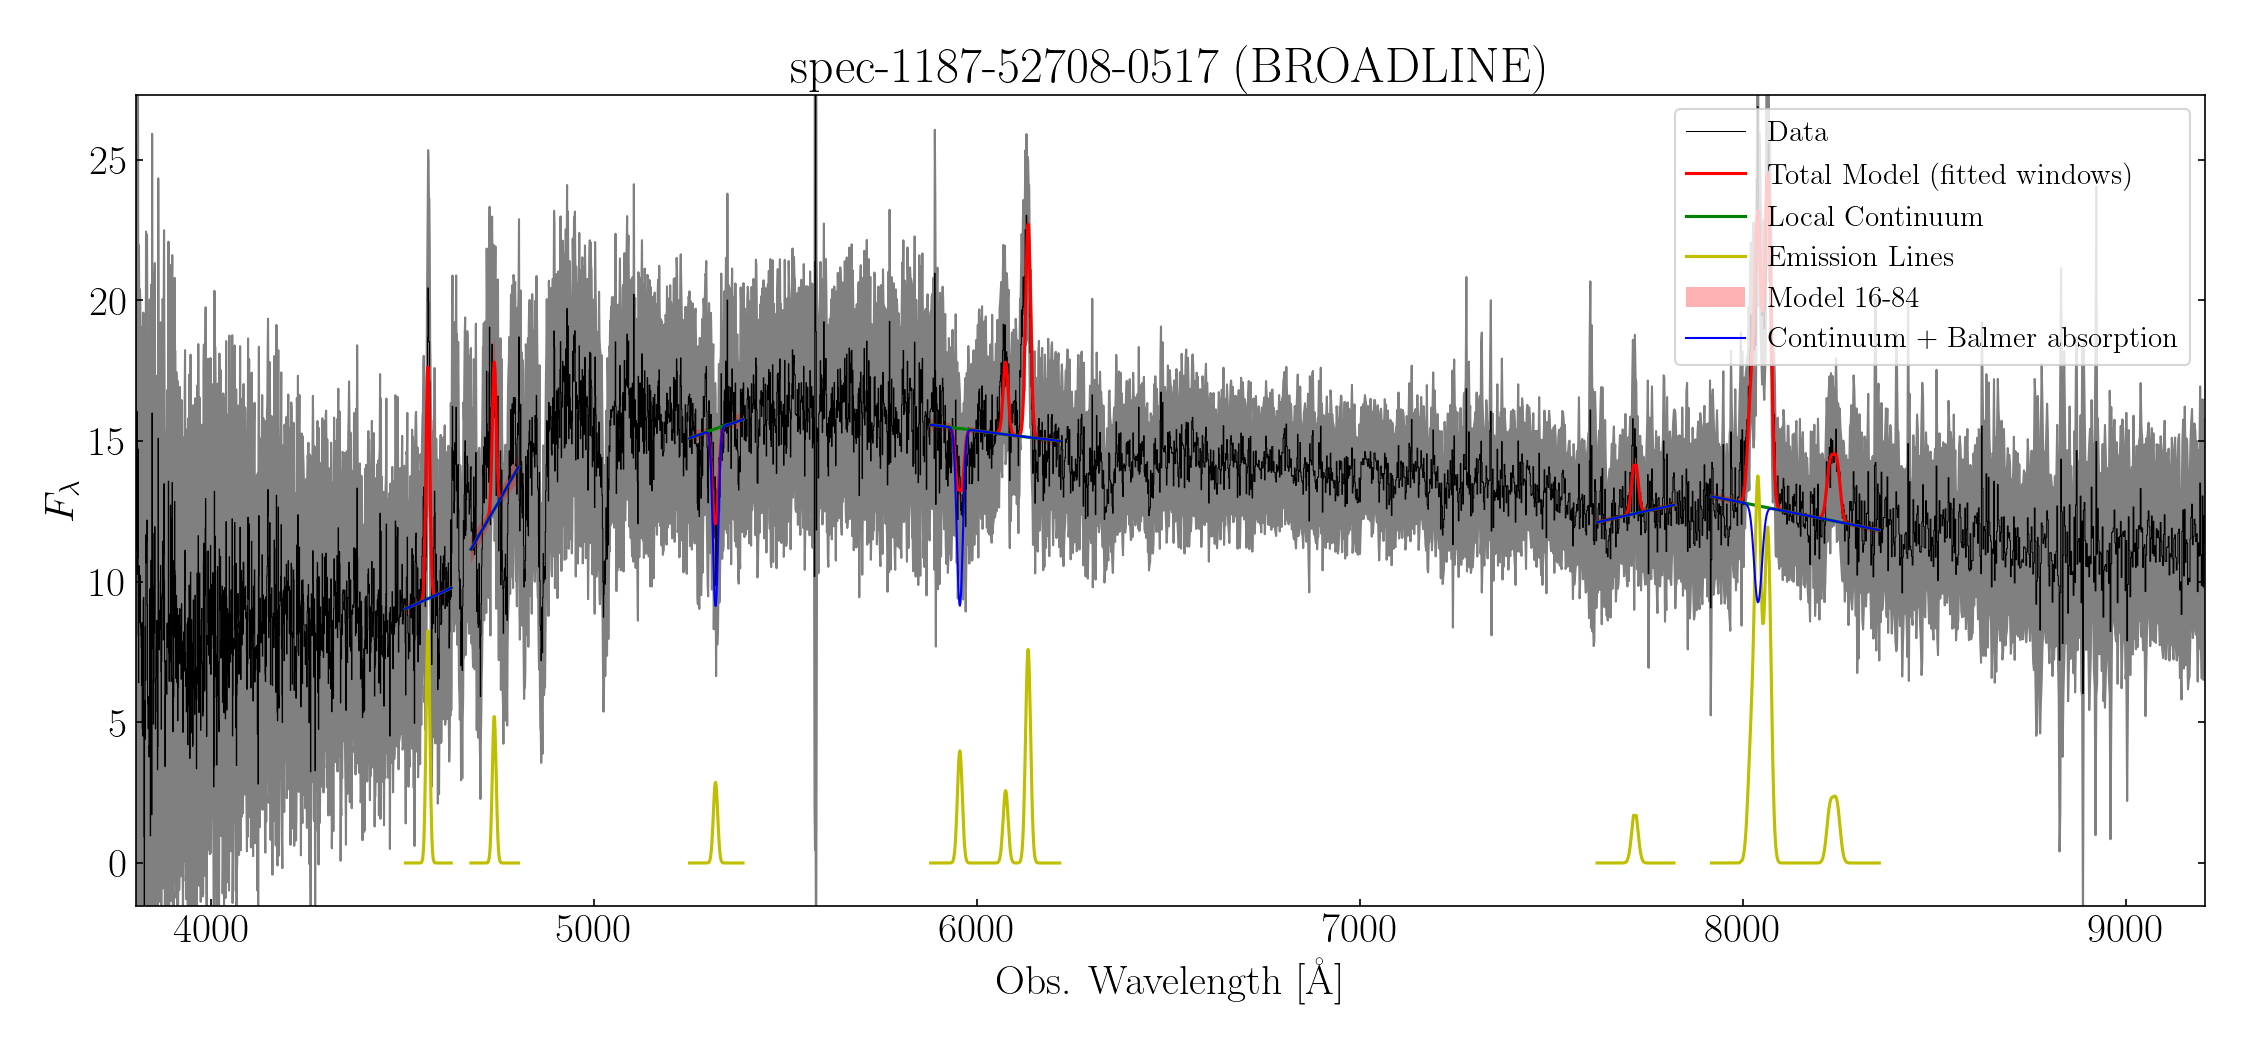 spec-1187-52708-0517 (BROADLINE)
Data
Total Model (fitted windows)
Local Continuum
Emission Lines
Model 16-84
Continuum + Balmer absorption
25
20
15
10
5
0
Fλ
4000 5000 6000 7000 8000 9000
Obs. Wavelength [Å]